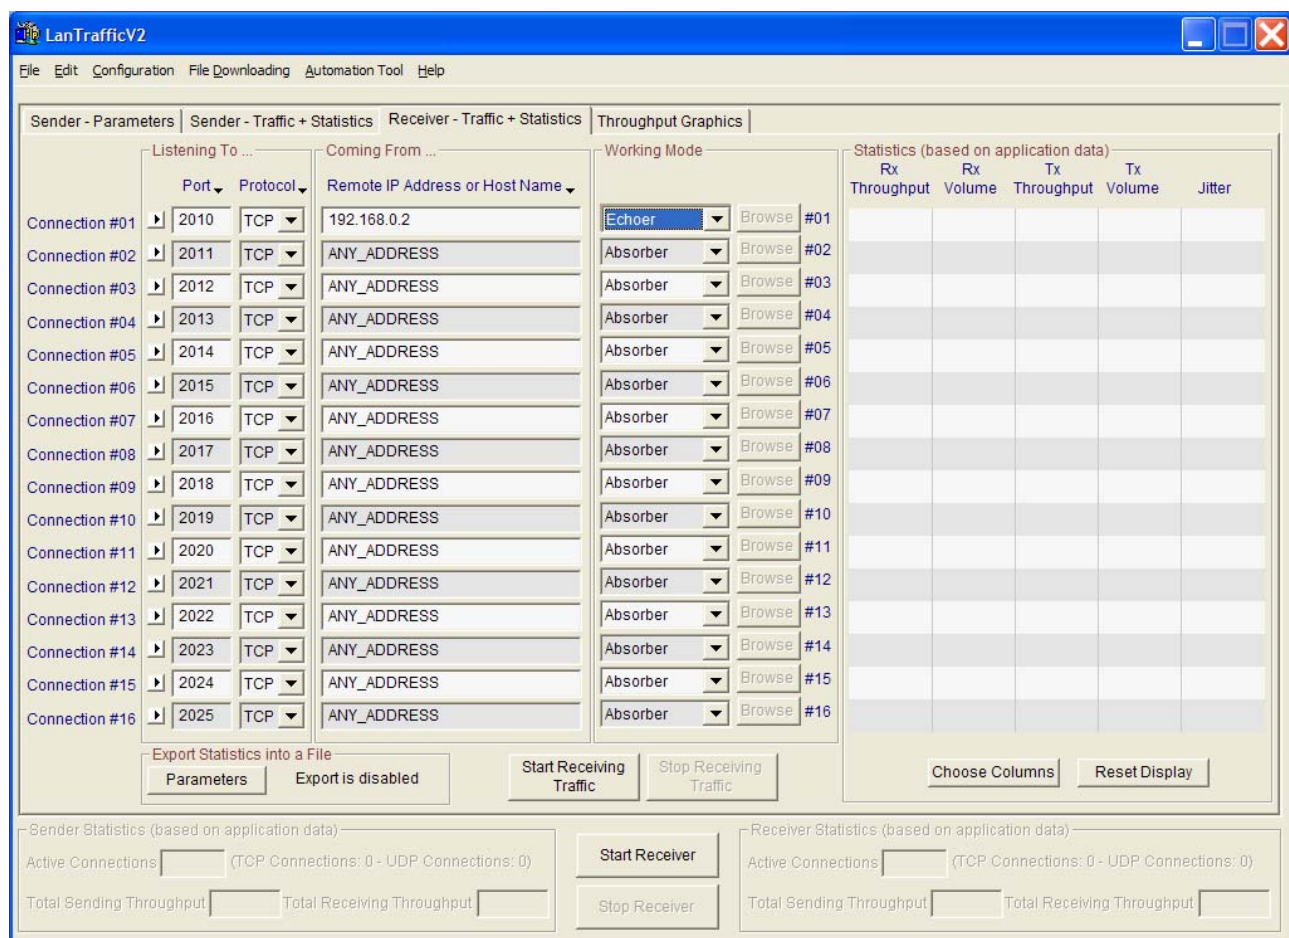 LanTrafficV2
File Edit Configuration File Downloading Automation Tool Help
Sender - Parameters Sender - Traffic + Statistics Receiver - Traffic + Statistics Throughput Graphics
Listening To ... Coming From ... Working Mode Statistics (based on application data)
Rx Rx Tx Tx
Port Protocol Remote IP Address or Host Name Throughput Volume Throughput Volume Jitter
Connection #01 2010 TCP 192.168.0.2 Echoer Browse #01
Connection #02 2011 TCP ANY_ADDRESS Absorber Browse #02
Connection #03 2012 TCP ANY_ADDRESS Absorber Browse #03
Connection #04 2013 TCP ANY_ADDRESS Absorber Browse #04
Connection #05 2014 TCP ANY_ADDRESS Absorber Browse #05
Connection #06 2015 TCP ANY_ADDRESS Absorber Browse #06
Connection #07 2016 TCP ANY_ADDRESS Absorber Browse #07
Connection #08 2017 TCP ANY_ADDRESS Absorber Browse #08
Connection #09 2018 TCP ANY_ADDRESS Absorber Browse #09
Connection #10 2019 TCP ANY_ADDRESS Absorber Browse #10
Connection #11 2020 TCP ANY_ADDRESS Absorber Browse #11
Connection #12 2021 TCP ANY_ADDRESS Absorber Browse #12
Connection #13 2022 TCP ANY_ADDRESS Absorber Browse #13
Connection #14 2023 TCP ANY_ADDRESS Absorber Browse #14
Connection #15 2024 TCP ANY_ADDRESS Absorber Browse #15
Connection #16 2025 TCP ANY_ADDRESS Absorber Browse #16
Export Statistics into a File
Parameters Export is disabled
Start Receiving
Traffic
Stop Receiving
Traffic
Choose Columns Reset Display
Sender Statistics (based on application data)
Active Connections (TCP Connections: 0 - UDP Connections: 0)
Total Sending Throughput Total Receiving Throughput
Start Receiver
Stop Receiver
Receiver Statistics (based on application data)
Active Connections (TCP Connections: 0 - UDP Connections: 0)
Total Sending Throughput Total Receiving Throughput